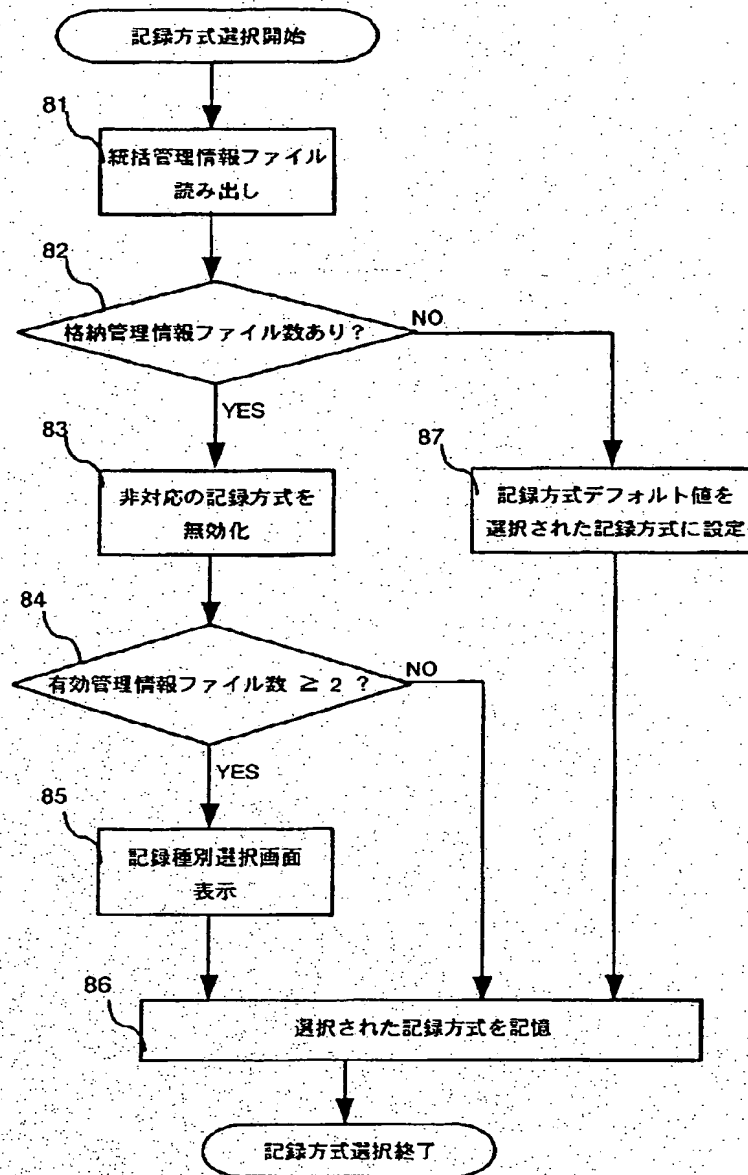 記録方式選択開始
81
統括管理情報ファイル
読み出し
82
格納管理情報ファイル数あり?
NO
YES
83
非対応の記録方式を
無効化
87
記録方式デフォルト値を
選択された記録方式に設定
84
有効管理情報ファイル数 ≧ 2 ?
NO
YES
85
記録種別選択画面
表示
86
選択された記録方式を記憶
記録方式選択終了